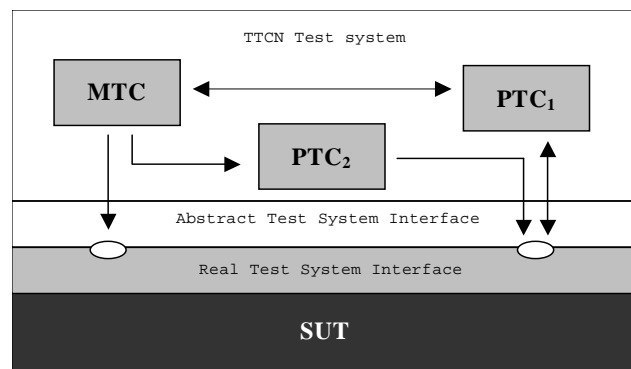 TTCN Test system
MTC
PTC₁
PTC₂
Abstract Test System Interface
Real Test System Interface
SUT